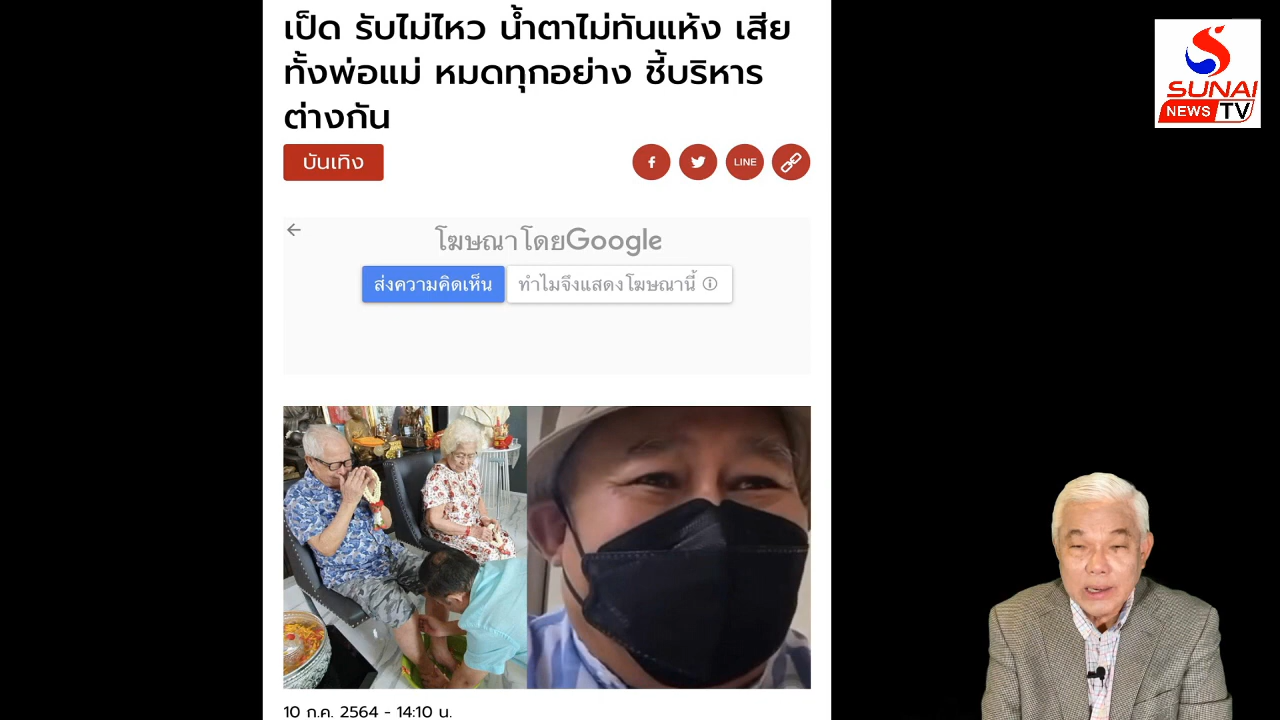 เป็ด รับไม่ไหว น้ำตาไม่ทันแห้ง เสีย
ทั้งพ่อแม่ หมดทุกอย่าง ชี้บริหาร
ต่างกัน
บันเทิง
LINE
โฆษณาโดยGoogle
ส่งความคิดเห็น
ทำไมจึงแสดงโฆษณานี้
10 ก.ค. 2564 - 14:10 น.
SUNAI
NEWS TV